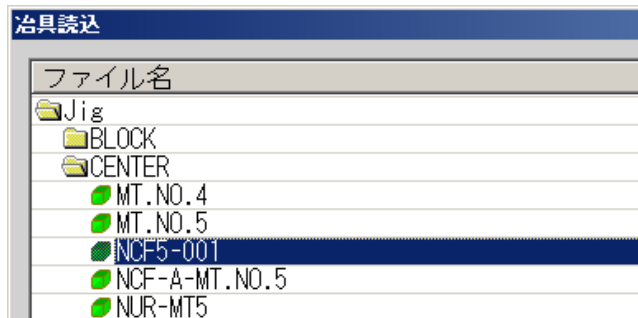 冶具読込
ファイル名
Jig
BLOCK
CENTER
MT.NO.4
MT.NO.5
NCF5-001
NCF-A-MT.NO.5
NUR-MT5